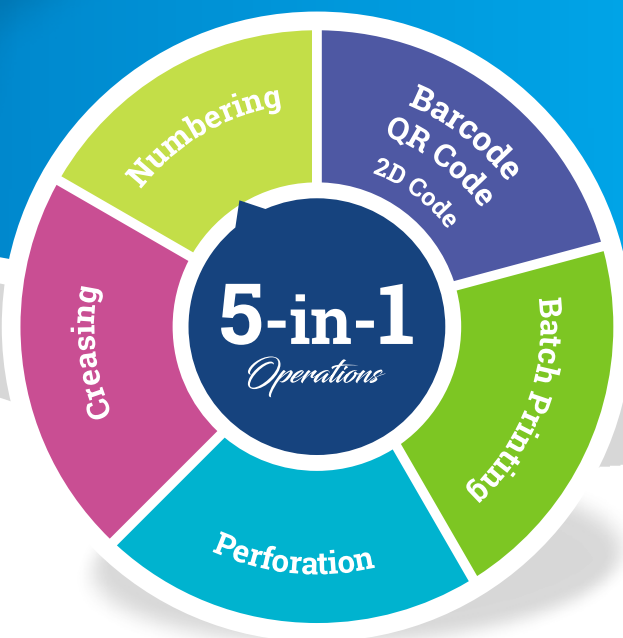 Numbering
Barcode
QR Code
2D Code
Batch Printing
Perforation
Creasing
5-in-1
Operations